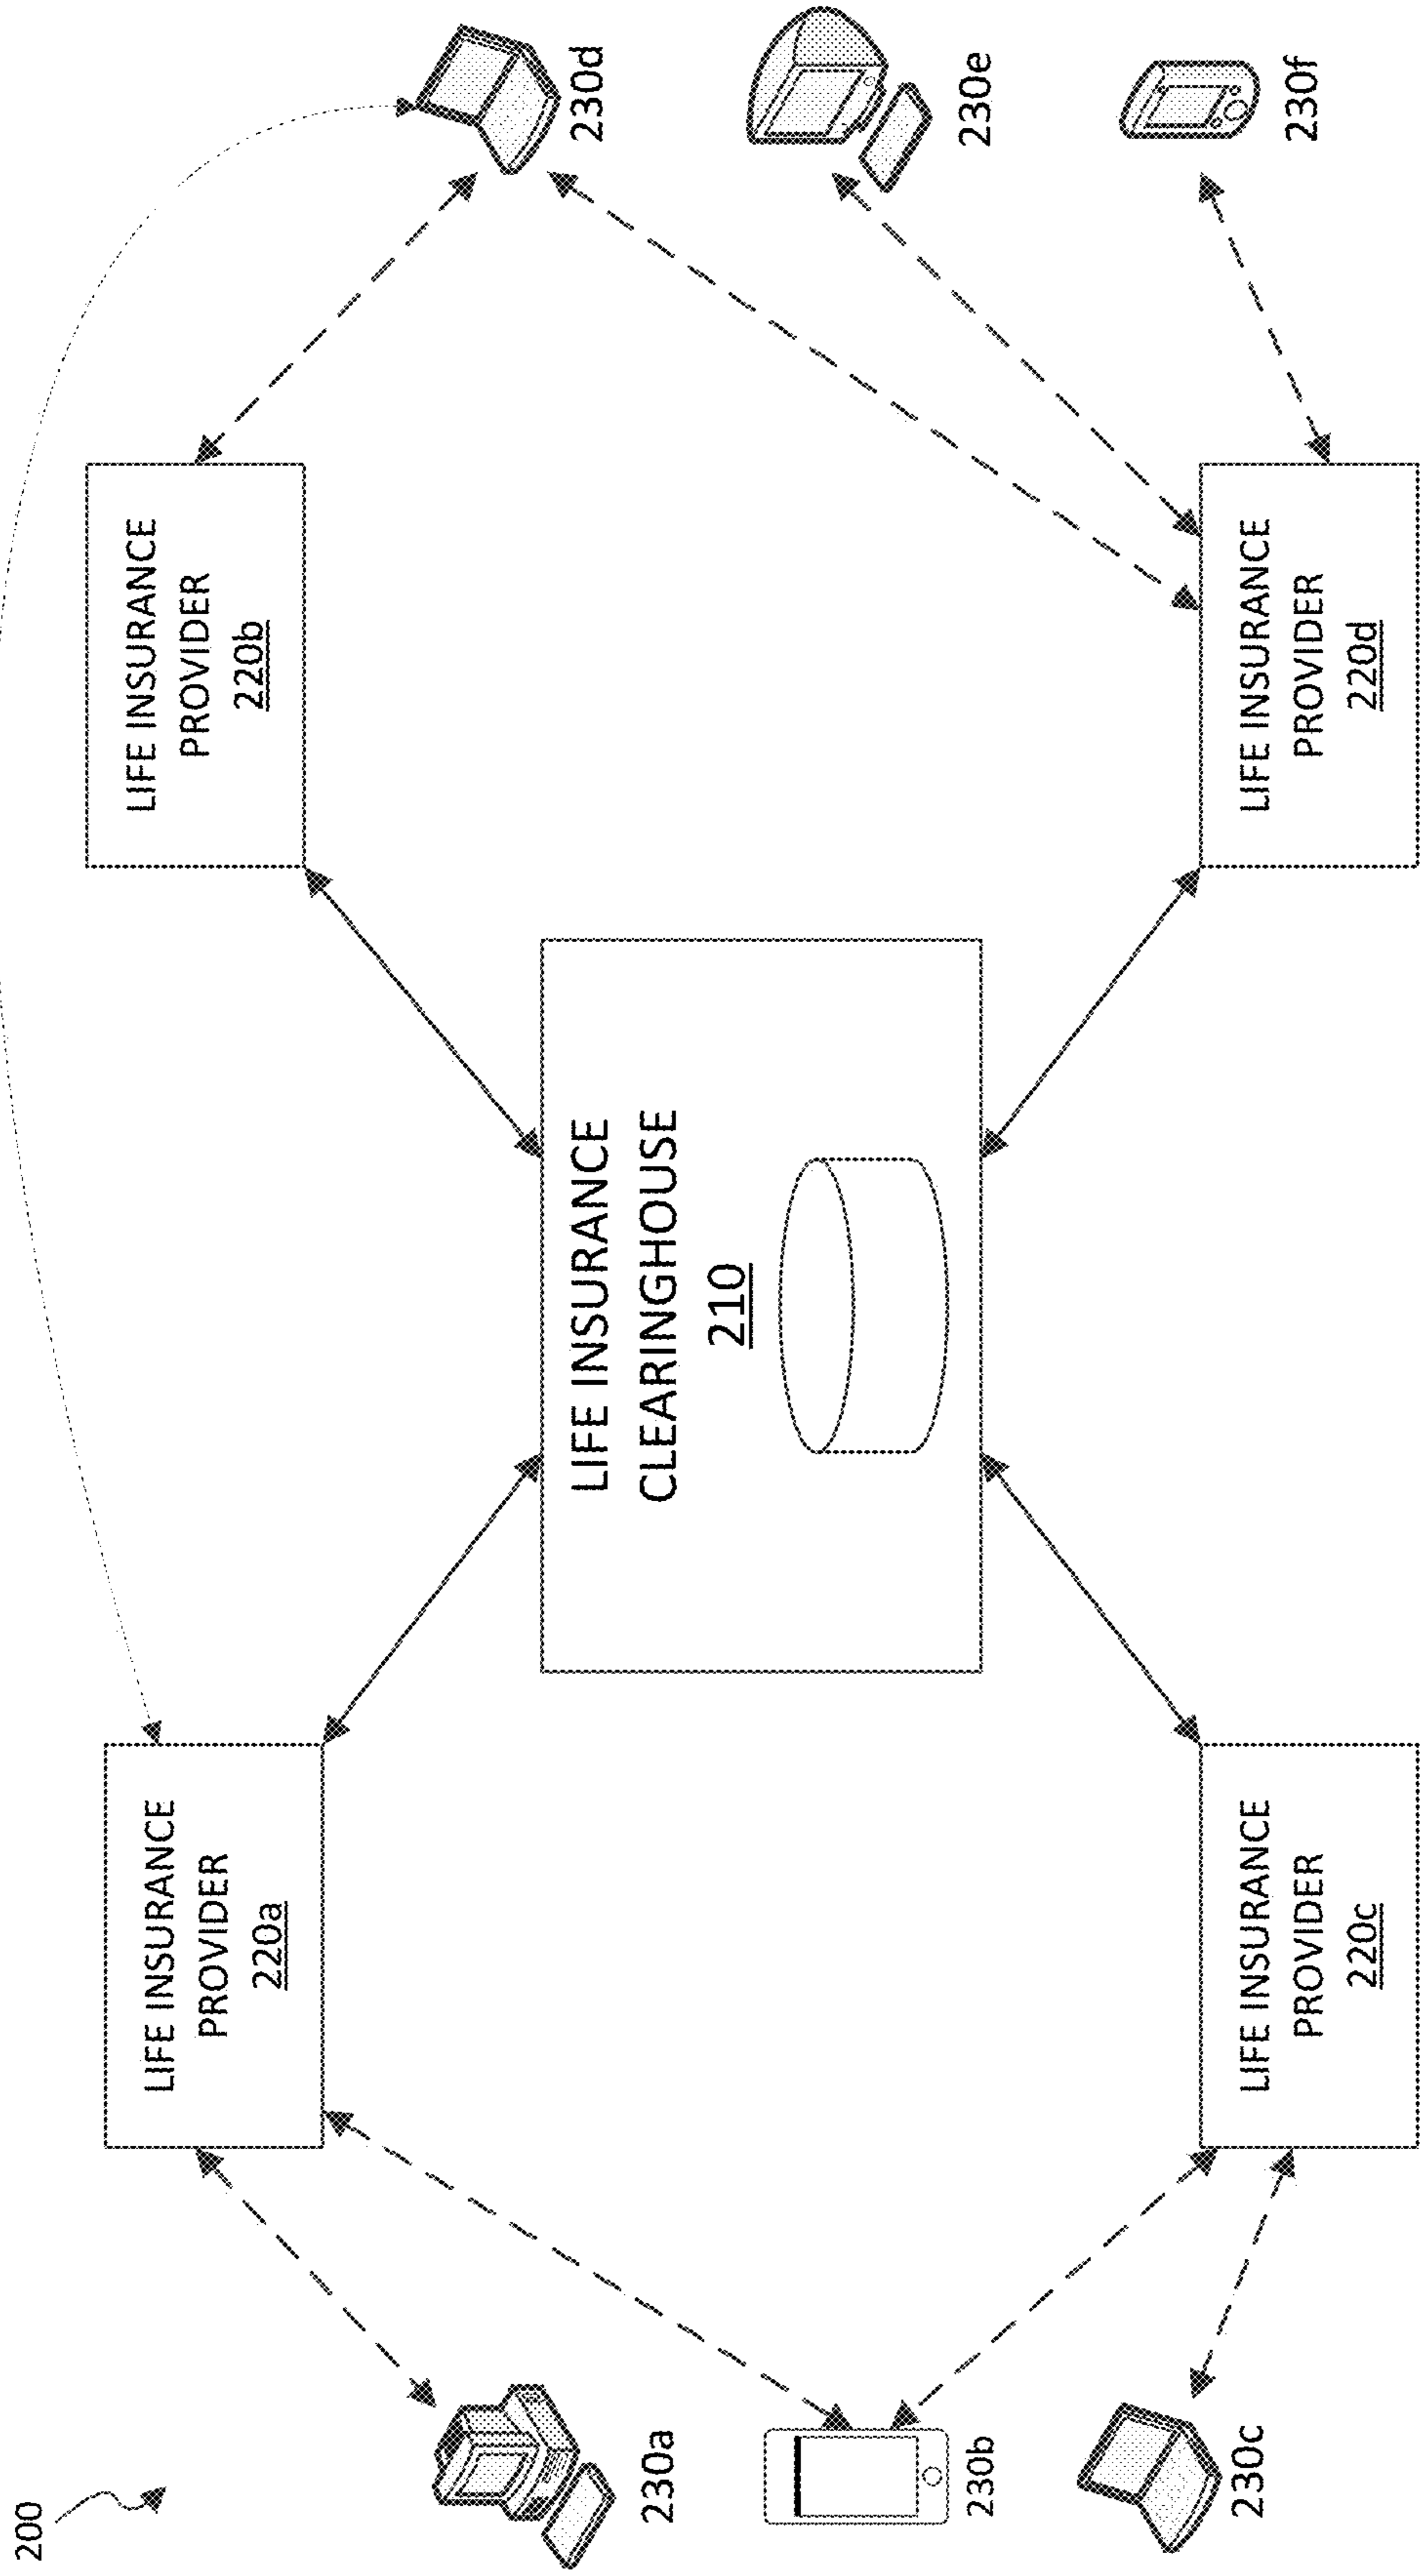 200
LIFE INSURANCE
PROVIDER
220a
LIFE INSURANCE
PROVIDER
220b
230a
230d
LIFE INSURANCE
CLEARINGHOUSE
210
230b
230e
LIFE INSURANCE
PROVIDER
220c
LIFE INSURANCE
PROVIDER
220d
230c
230f